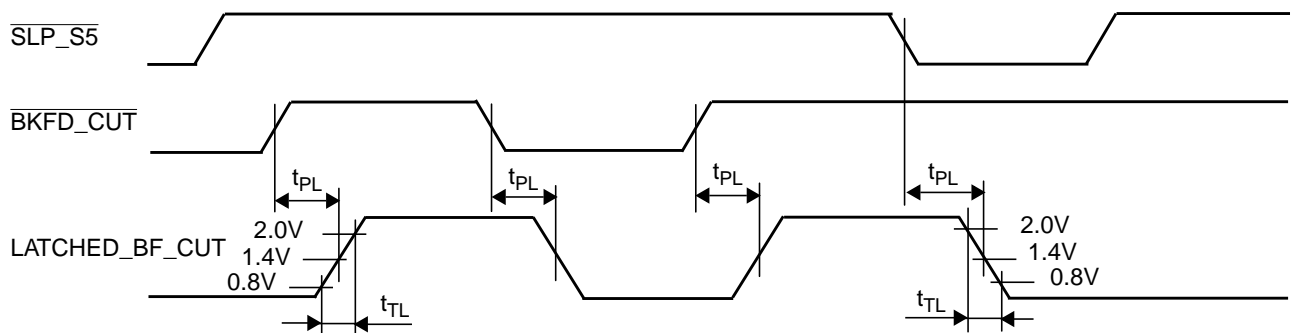 SLP_S5
BKFD_CUT
tPL tPL tPL tPL
2.0V 2.0V
LATCHED_BF_CUT 1.4V 1.4V
0.8V 0.8V
tTL tTL